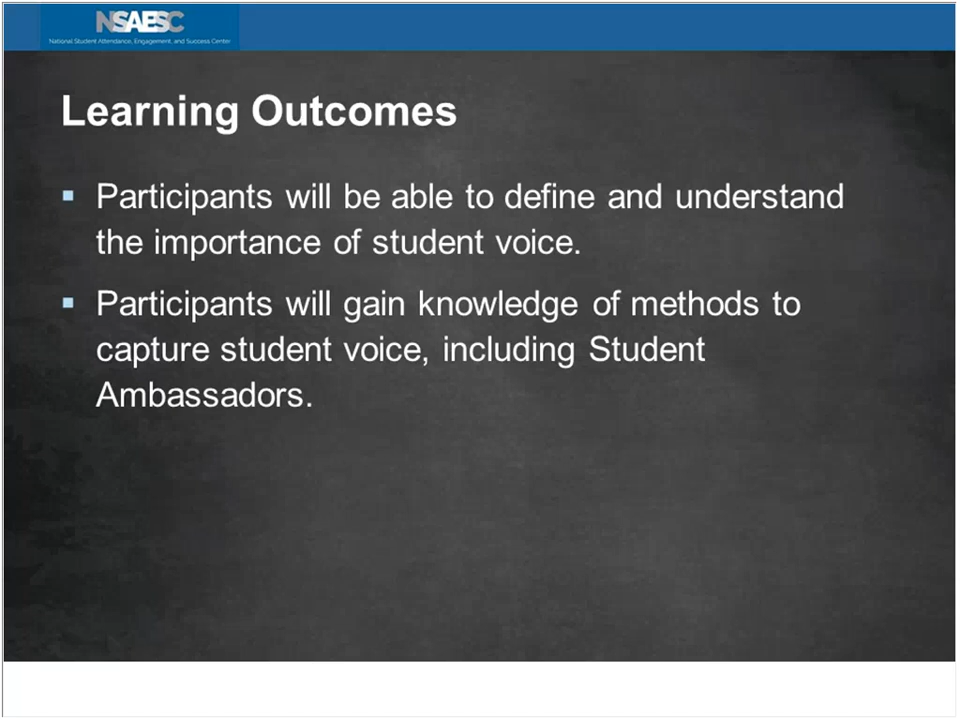 NSAESC
National Student Attendance, Engagement, and Success Center
Learning Outcomes
▪ Participants will be able to define and understand
the importance of student voice.
▪ Participants will gain knowledge of methods to
capture student voice, including Student
Ambassadors.